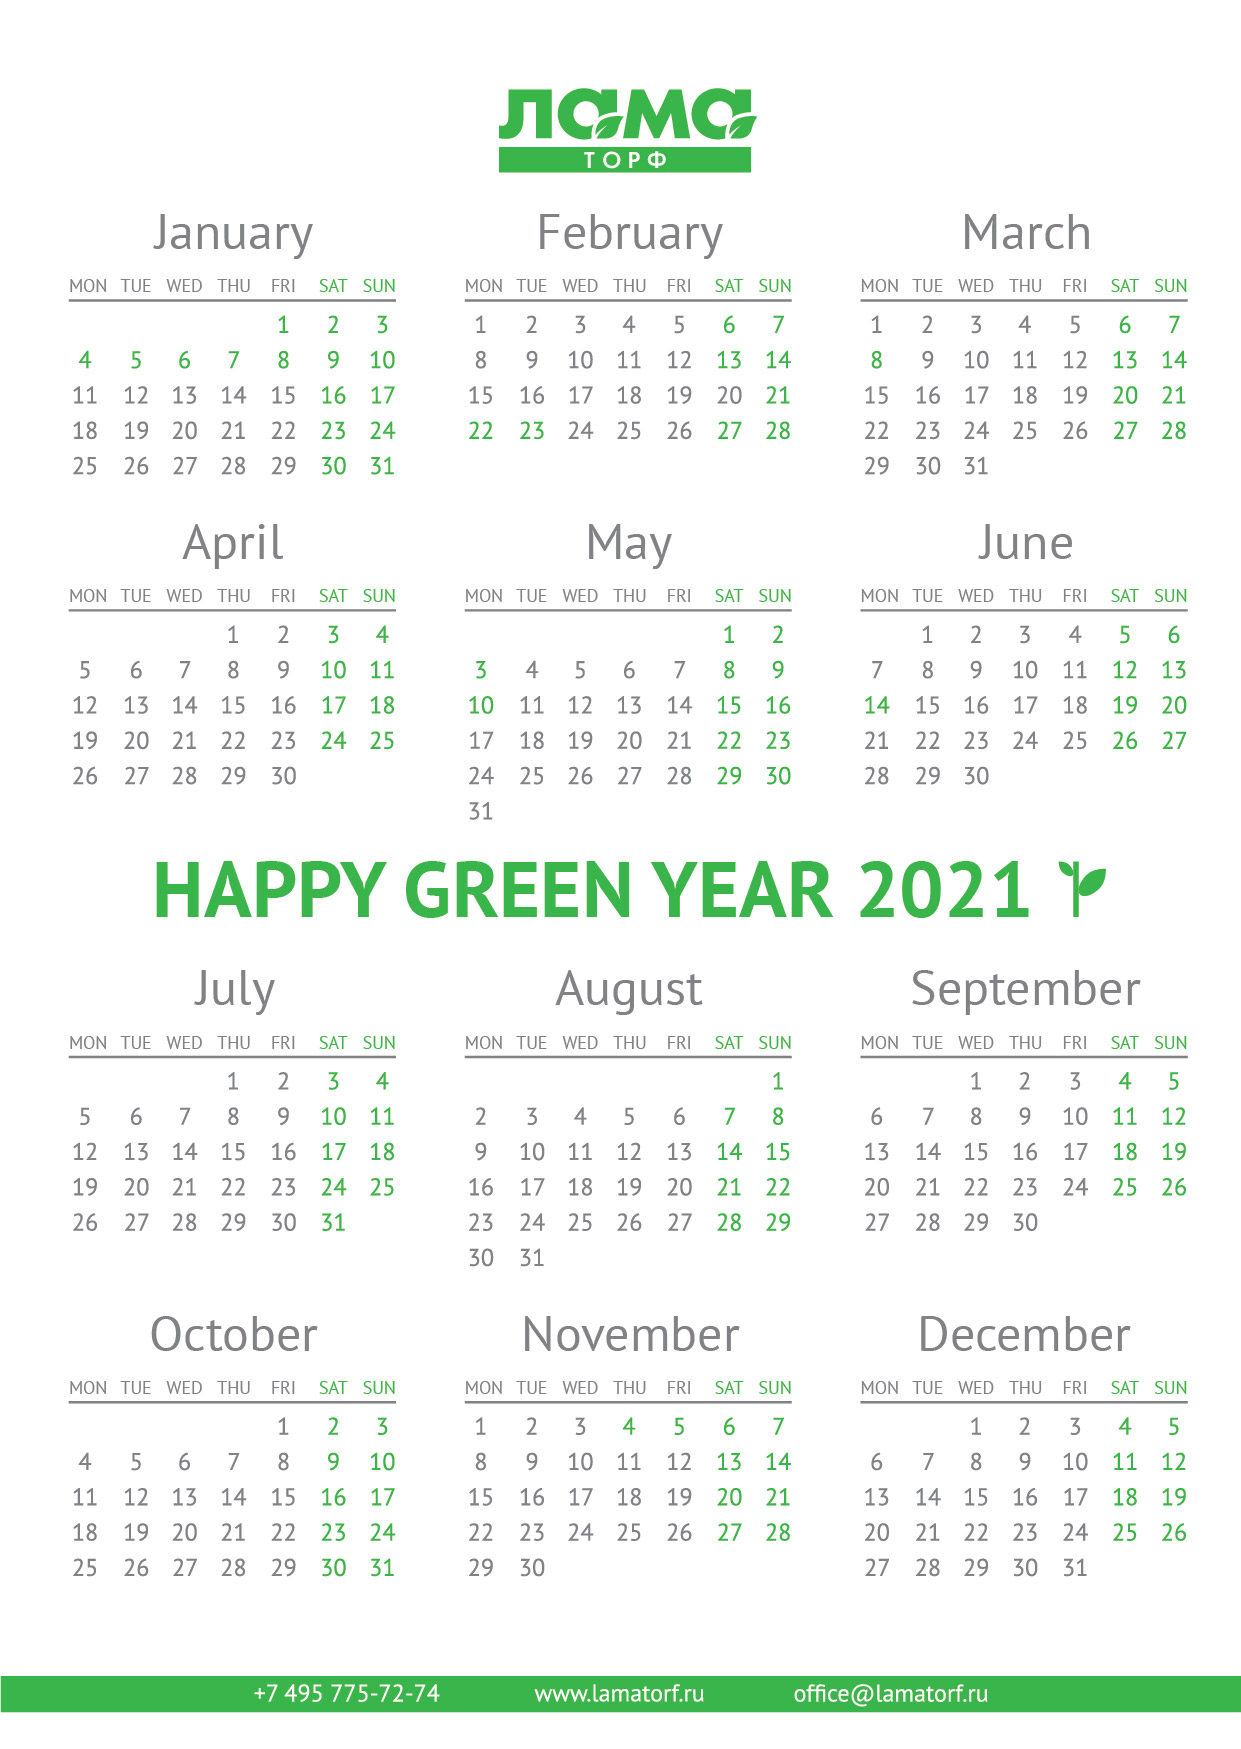 лама
ТОРФ
January February March
MON TUE WED THU FRI SAT SUN MON TUE WED THU FRI SAT SUN MON TUE WED THU FRI SAT SUN
1 2 3 1 2 3 4 5 6 7 1 2 3 4 5 6 7
4 5 6 7 8 9 10 8 9 10 11 12 13 14 8 9 10 11 12 13 14
11 12 13 14 15 16 17 15 16 17 18 19 20 21 15 16 17 18 19 20 21
18 19 20 21 22 23 24 22 23 24 25 26 27 28 22 23 24 25 26 27 28
25 26 27 28 29 30 31 29 30 31
April May June
MON TUE WED THU FRI SAT SUN MON TUE WED THU FRI SAT SUN MON TUE WED THU FRI SAT SUN
1 2 3 4 1 2 1 2 3 4 5 6
5 6 7 8 9 10 11 3 4 5 6 7 8 9 7 8 9 10 11 12 13
12 13 14 15 16 17 18 10 11 12 13 14 15 16 14 15 16 17 18 19 20
19 20 21 22 23 24 25 17 18 19 20 21 22 23 21 22 23 24 25 26 27
26 27 28 29 30 24 25 26 27 28 29 30 28 29 30
31
HAPPY GREEN YEAR 2021
July August September
MON TUE WED THU FRI SAT SUN MON TUE WED THU FRI SAT SUN MON TUE WED THU FRI SAT SUN
1 2 3 4 1 1 2 3 4 5
5 6 7 8 9 10 11 2 3 4 5 6 7 8 6 7 8 9 10 11 12
12 13 14 15 16 17 18 9 10 11 12 13 14 15 13 14 15 16 17 18 19
19 20 21 22 23 24 25 16 17 18 19 20 21 22 20 21 22 23 24 25 26
26 27 28 29 30 31 23 24 25 26 27 28 29 27 28 29 30
30 31
October November December
MON TUE WED THU FRI SAT SUN MON TUE WED THU FRI SAT SUN MON TUE WED THU FRI SAT SUN
1 2 3 1 2 3 4 5 6 7 1 2 3 4 5
4 5 6 7 8 9 10 8 9 10 11 12 13 14 6 7 8 9 10 11 12
11 12 13 14 15 16 17 15 16 17 18 19 20 21 13 14 15 16 17 18 19
18 19 20 21 22 23 24 22 23 24 25 26 27 28 20 21 22 23 24 25 26
25 26 27 28 29 30 31 29 30 27 28 29 30 31
+7 495 775-72-74 www.lamatorf.ru office@lamatorf.ru